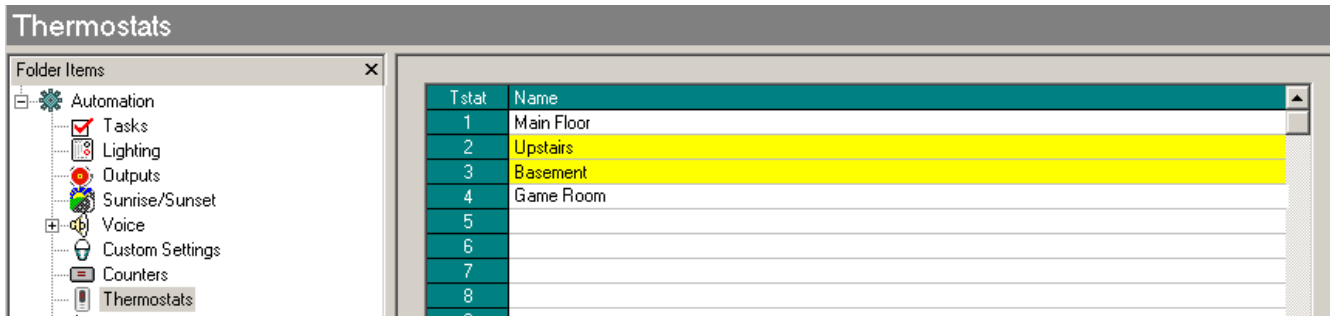 Thermostats
Folder Items
Automation
Tasks
Lighting
Outputs
Sunrise/Sunset
Voice
Custom Settings
Counters
Thermostats
Tstat Name
1 Main Floor
2 Upstairs
3 Basement
4 Game Room
5
6
7
8